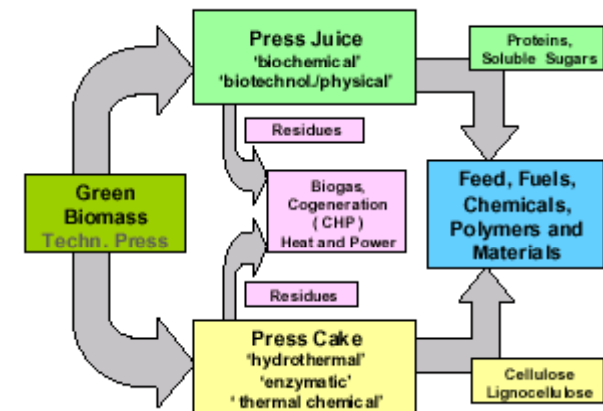 Press Juice
‘biochemical’
‘biotechnol./physical’
Proteins,
Soluble Sugars
Residues
Green
Biomass
Techn. Press
Biogas,
Cogeneration
( CHP )
Heat and Power
Feed, Fuels,
Chemicals,
Polymers and
Materials
Residues
Press Cake
‘hydrothermal’
‘enzymatic’
‘ thermal chemical’
Cellulose
Lignocellulose